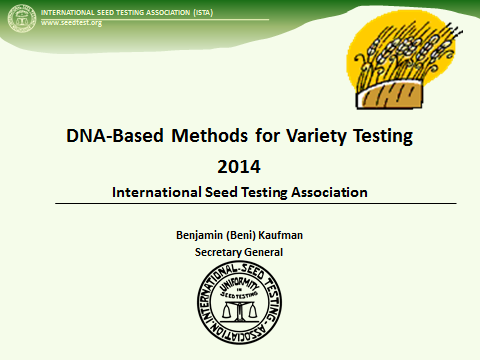 INTERNATIONAL SEED TESTING ASSOCIATION (ISTA)
www.seedtest.org
DNA-Based Methods for Variety Testing
2014
International Seed Testing Association
Benjamin (Beni) Kaufman
Secretary General
INTERNATIONAL·SEED TESTING·ASSOCIATION·
UNIFORMITY
IN
SEED TESTING